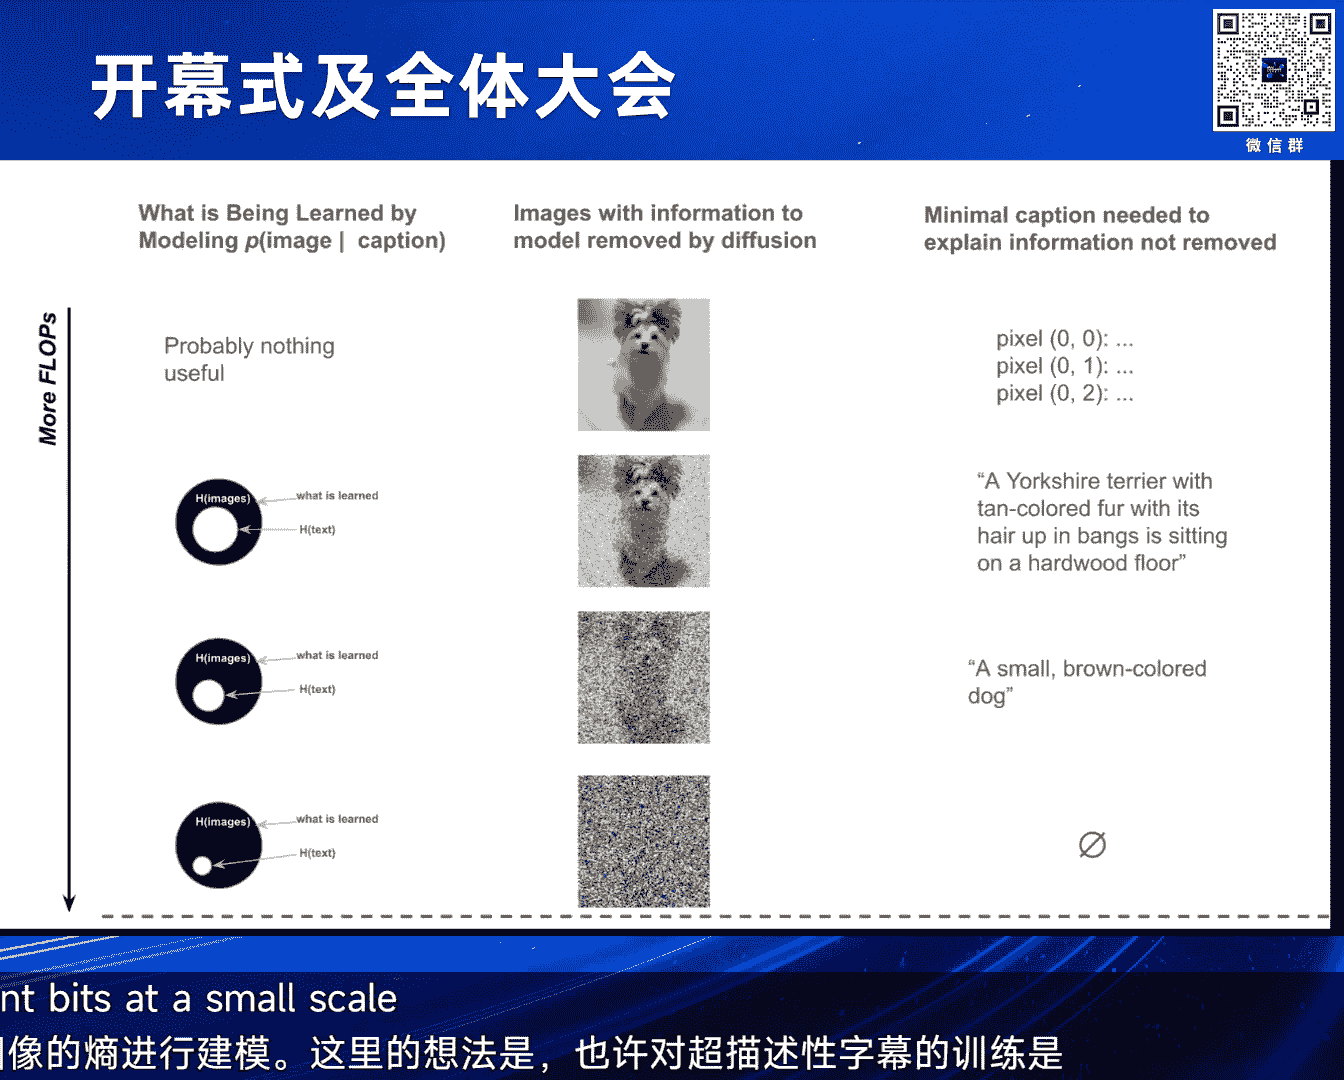 开幕式及全体大会
微信群
What is Being Learned by
Modeling p(image | caption)
Images with information to
model removed by diffusion
Minimal caption needed to
explain information not removed
More FLOPs
Probably nothing
useful
pixel (0, 0): ...
pixel (0, 1): ...
pixel (0, 2): ...
H(images)
what is learned
H(text)
“A Yorkshire terrier with
tan-colored fur with its
hair up in bangs is sitting
on a hardwood floor”
H(images)
what is learned
H(text)
“A small, brown-colored
dog”
H(images)
what is learned
H(text)
∅
nt bits at a small scale
像的熵进行建模。这里的想法是，也许对超描述性字幕的训练是